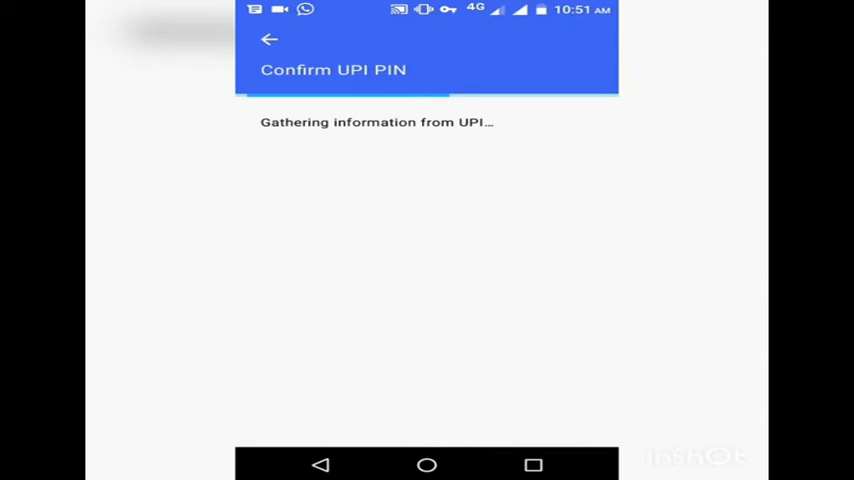 4G 10:51 AM
Confirm UPI PIN
Gathering information from UPI...
InShOt